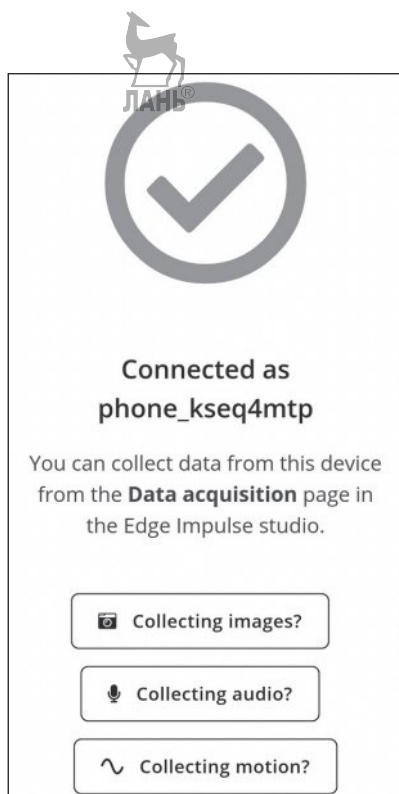 ЛАНЬ®
Connected as
phone_kseq4mtp
You can collect data from this device
from the Data acquisition page in
the Edge Impulse studio.
Collecting images?
Collecting audio?
Collecting motion?